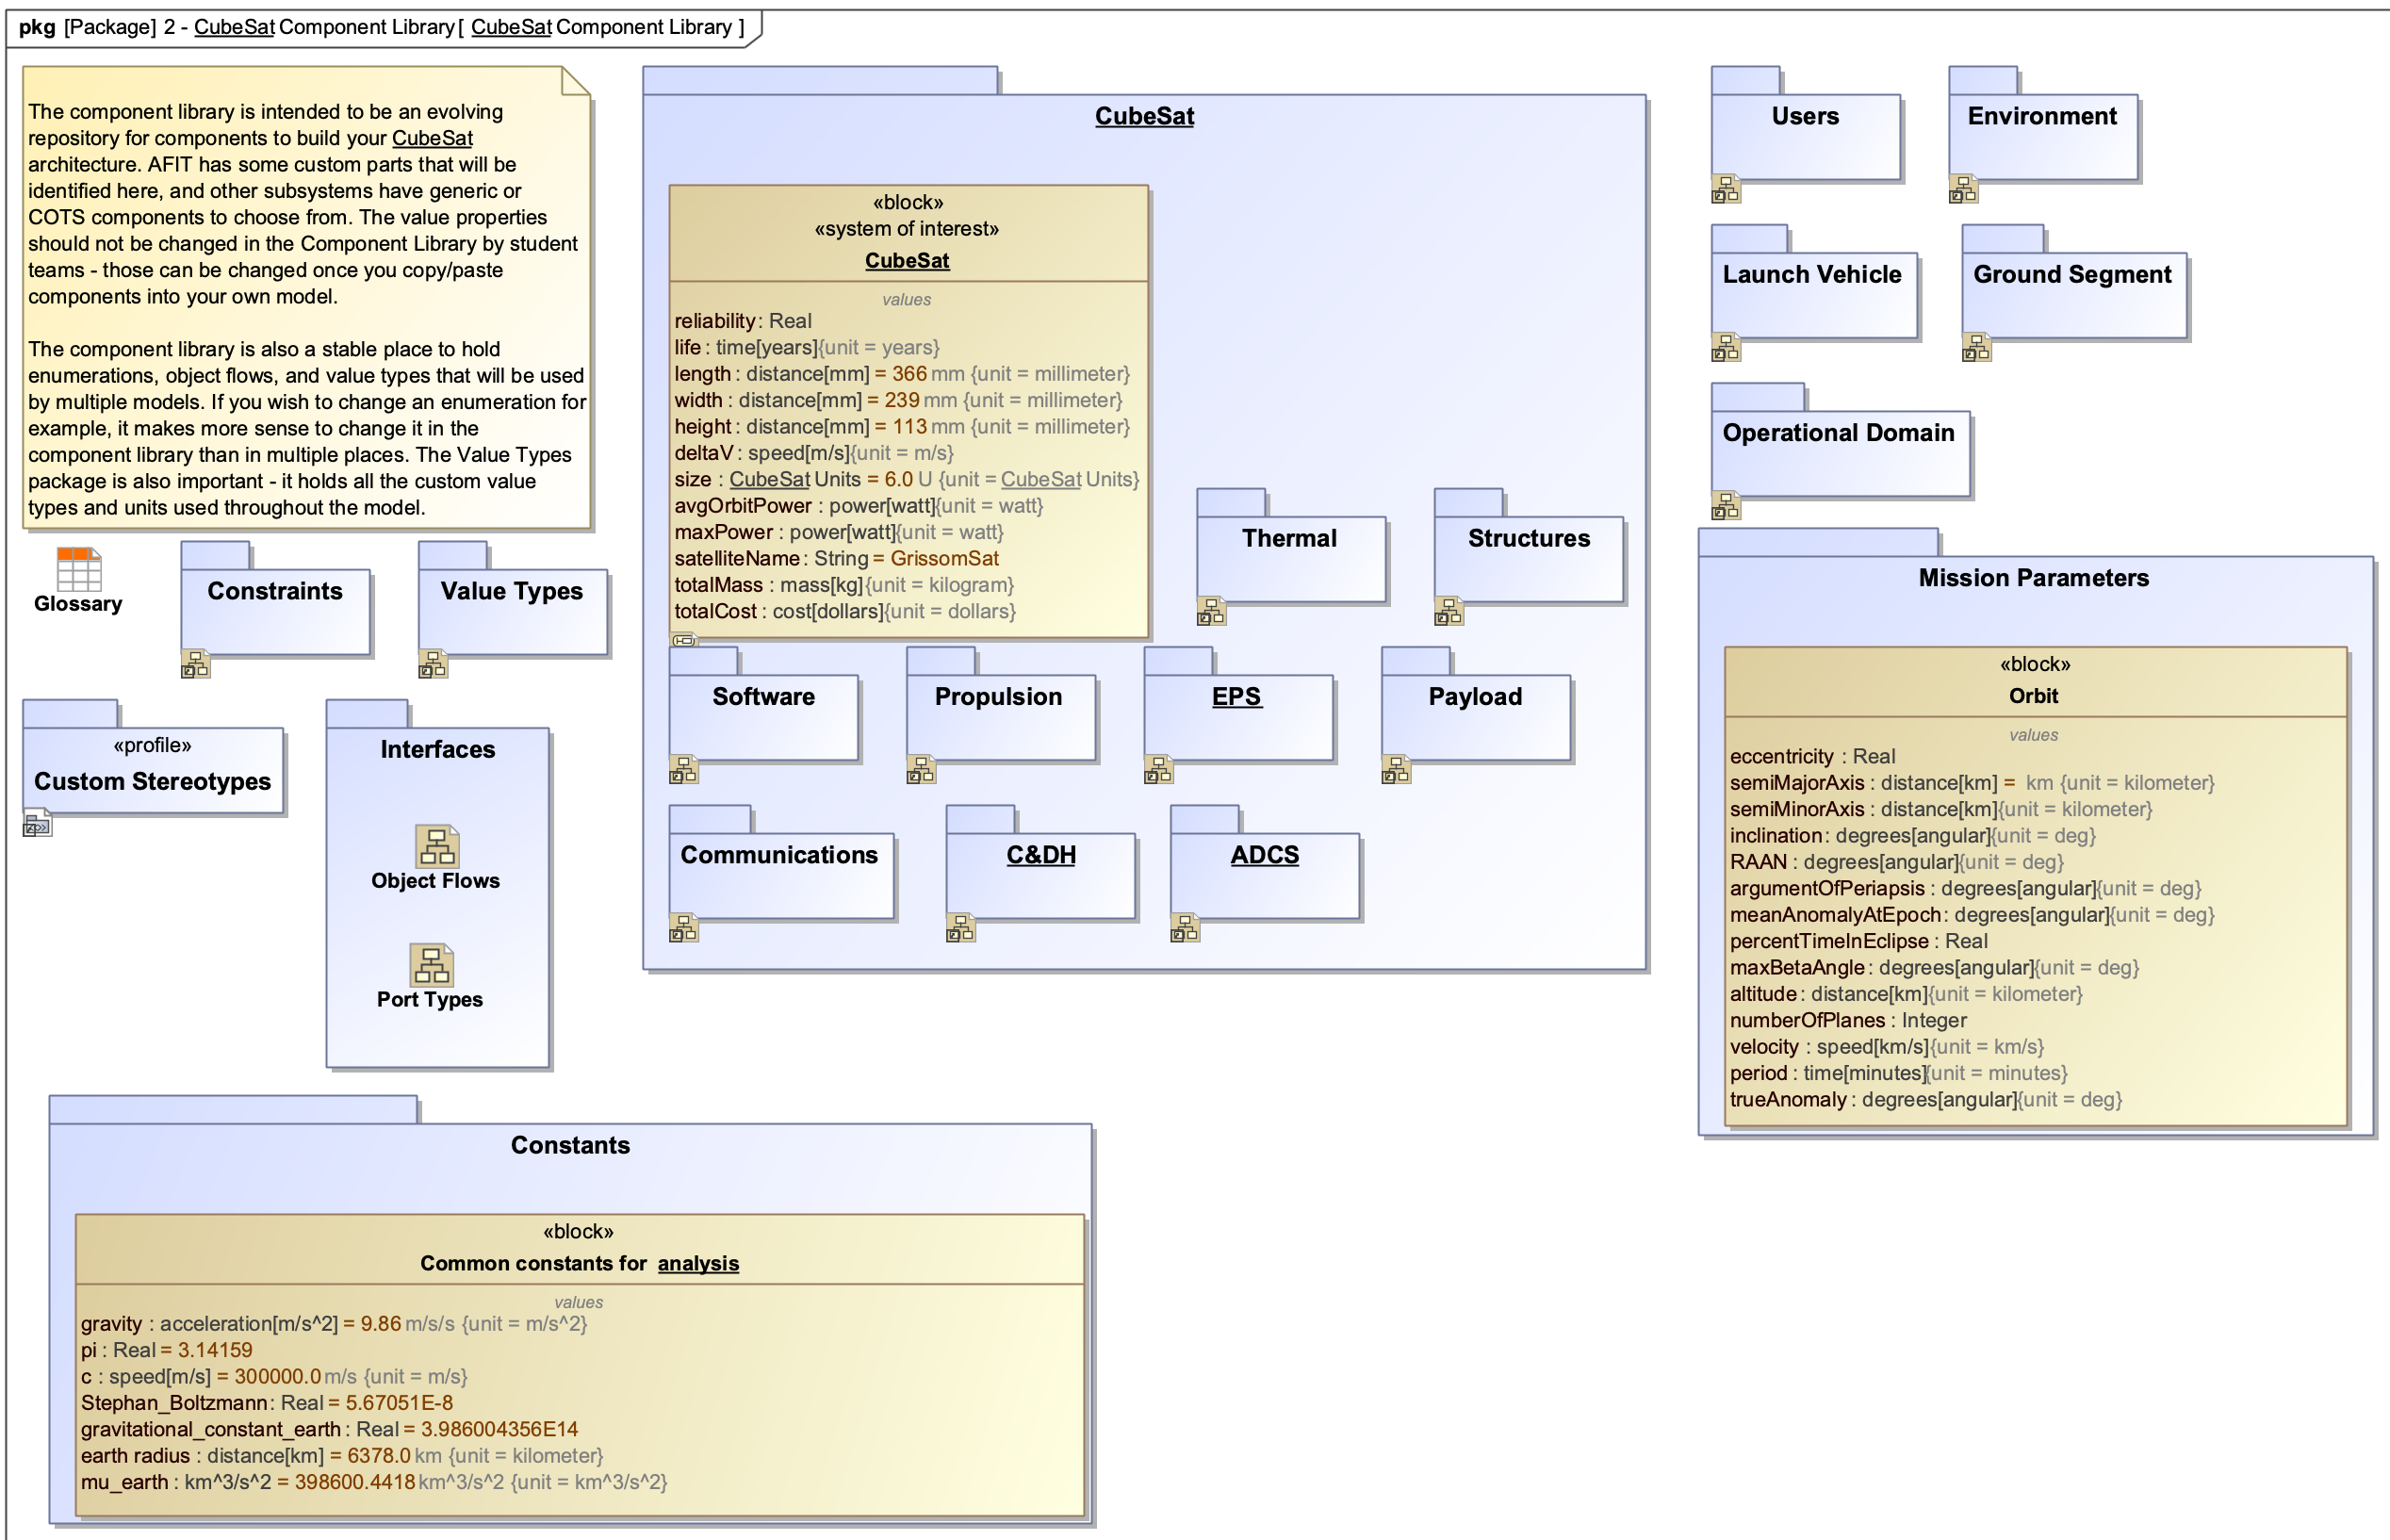 pkg [Package] 2 - CubeSat Component Library[ CubeSat Component Library ]
The component library is intended to be an evolving
repository for components to build your CubeSat
architecture. AFIT has some custom parts that will be
identified here, and other subsystems have generic or
COTS components to choose from. The value properties
should not be changed in the Component Library by student
teams - those can be changed once you copy/paste
components into your own model.
The component library is also a stable place to hold
enumerations, object flows, and value types that will be used
by multiple models. If you wish to change an enumeration for
example, it makes more sense to change it in the
component library than in multiple places. The Value Types
package is also important - it holds all the custom value
types and units used throughout the model.
Glossary
Constraints
Value Types
«profile»
Custom Stereotypes
Interfaces
Object Flows
Port Types
CubeSat
«block»
«system of interest»
CubeSat
values
reliability : Real
life : time[years]{unit = years}
length : distance[mm] = 366 mm {unit = millimeter}
width : distance[mm] = 239 mm {unit = millimeter}
height : distance[mm] = 113 mm {unit = millimeter}
deltaV : speed[m/s]{unit = m/s}
size : CubeSat Units = 6.0 U {unit = CubeSat Units}
avgOrbitPower : power[watt]{unit = watt}
maxPower : power[watt]{unit = watt}
satelliteName : String = GrissomSat
totalMass : mass[kg]{unit = kilogram}
totalCost : cost[dollars]{unit = dollars}
Thermal
Structures
Software
Propulsion
EPS
Payload
Communications
C&DH
ADCS
Users
Environment
Launch Vehicle
Ground Segment
Operational Domain
Mission Parameters
«block»
Orbit
values
eccentricity : Real
semiMajorAxis : distance[km] = km {unit = kilometer}
semiMinorAxis : distance[km]{unit = kilometer}
inclination : degrees[angular]{unit = deg}
RAAN : degrees[angular]{unit = deg}
argumentOfPeriapsis : degrees[angular]{unit = deg}
meanAnomalyAtEpoch : degrees[angular]{unit = deg}
percentTimeInEclipse : Real
maxBetaAngle : degrees[angular]{unit = deg}
altitude : distance[km]{unit = kilometer}
numberOfPlanes : Integer
velocity : speed[km/s]{unit = km/s}
period : time[minutes]{unit = minutes}
trueAnomaly : degrees[angular]{unit = deg}
Constants
«block»
Common constants for analysis
values
gravity : acceleration[m/s^2] = 9.86 m/s/s {unit = m/s^2}
pi : Real = 3.14159
c : speed[m/s] = 300000.0 m/s {unit = m/s}
Stephan_Boltzmann : Real = 5.67051E-8
gravitational_constant_earth : Real = 3.986004356E14
earth radius : distance[km] = 6378.0 km {unit = kilometer}
mu_earth : km^3/s^2 = 398600.4418 km^3/s^2 {unit = km^3/s^2}